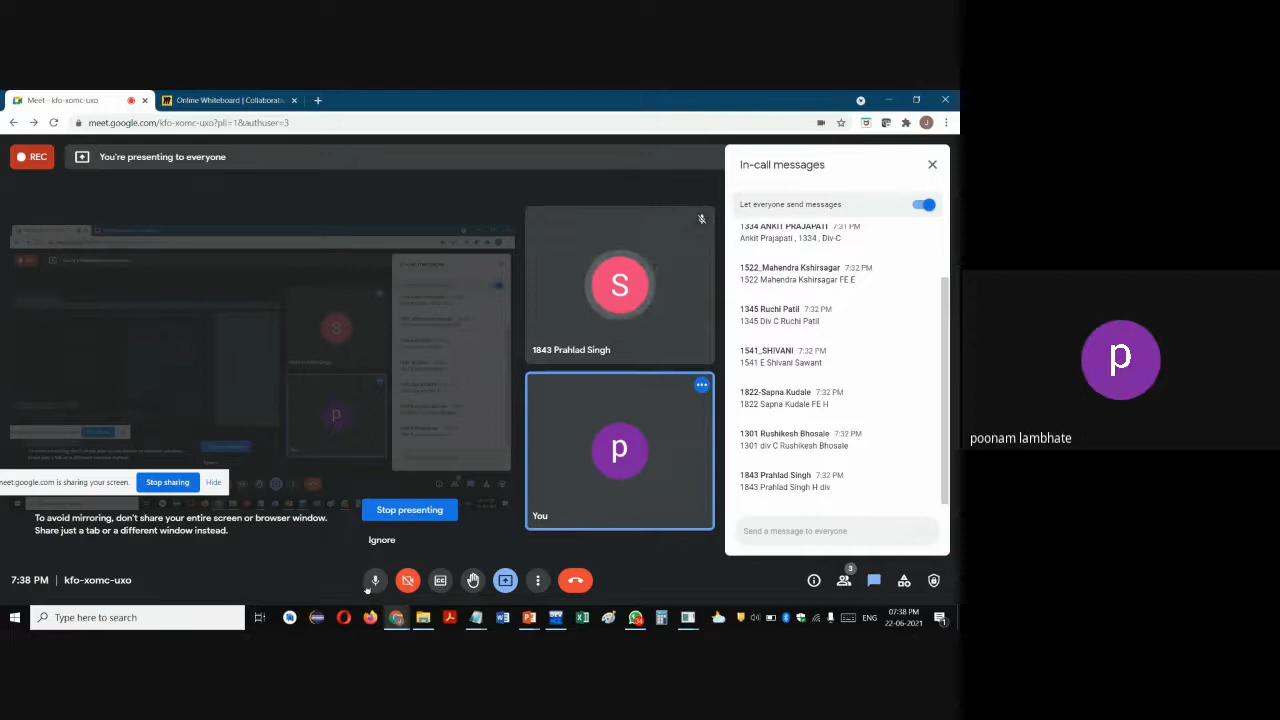 Meet - kfo-xomc-uxo
Online Whiteboard | Collaborati
meet.google.com/kfo-xomc-uxo?pli=1&authuser=3
J
REC
You're presenting to everyone
In-call messages
Let everyone send messages
1334 ANKIT PRAJAPATI 7:31 PM
Ankit Prajapati , 1334 , Div-C
1522_Mahendra Kshirsagar 7:32 PM
1522 Mahendra Kshirsagar FE E
1345 Ruchi Patil 7:32 PM
1345 Div C Ruchi Patil
1541_SHIVANI 7:32 PM
1541 E Shivani Sawant
1822-Sapna Kudale 7:32 PM
1822 Sapna Kudale FE H
1301 Rushikesh Bhosale 7:32 PM
1301 div C Rushikesh Bhosale
1843 Prahlad Singh 7:32 PM
1843 Prahlad Singh H div
Send a message to everyone
S
1843 Prahlad Singh
p
You
p
poonam lambhate
meet.google.com is sharing your screen.
Stop sharing
Hide
To avoid mirroring, don't share your entire screen or browser window.
Share just a tab or a different window instead.
Stop presenting
Ignore
7:38 PM | kfo-xomc-uxo
3
Type here to search
ENG
07:38 PM
22-06-2021